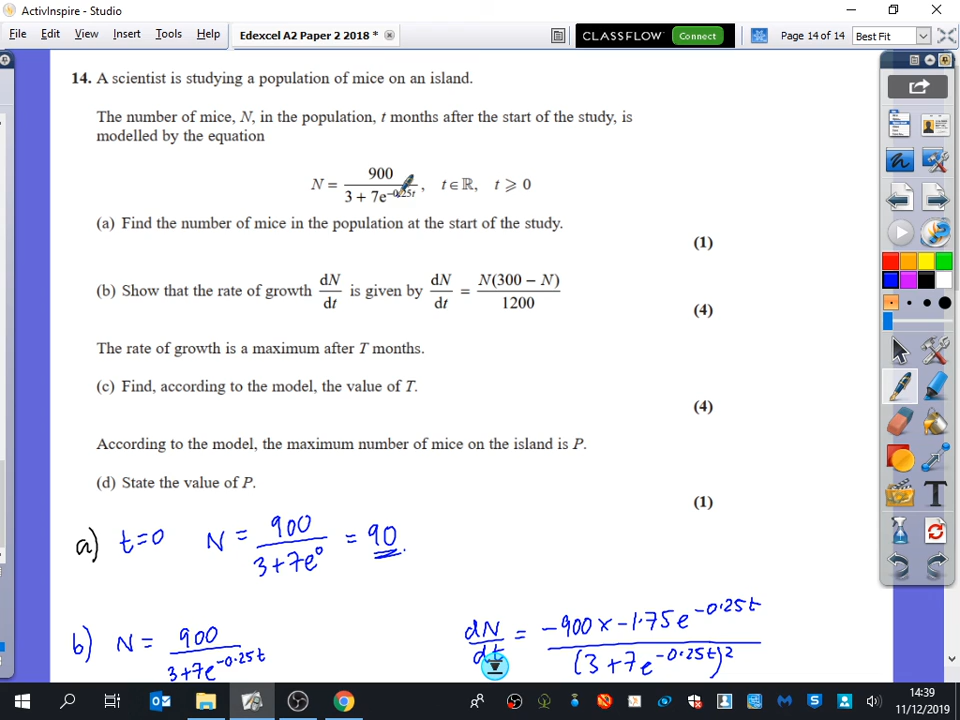 ActivInspire - Studio
File Edit View Insert Tools Help Edexcel A2 Paper 2 2018 * CLASSFLOW Connect Page 14 of 14 Best Fit
14. A scientist is studying a population of mice on an island.
The number of mice, N, in the population, t months after the start of the study, is
modelled by the equation
N = 900 / (3 + 7e^(-0.25t)), t ∈ ℝ, t ⩾ 0
(a) Find the number of mice in the population at the start of the study.
(1)
(b) Show that the rate of growth dN/dt is given by dN/dt = N(300 − N)/1200
(4)
The rate of growth is a maximum after T months.
(c) Find, according to the model, the value of T.
(4)
According to the model, the maximum number of mice on the island is P.
(d) State the value of P.
(1)
a) t=0 N = 900/(3+7e^0) = 90.
b) N = 900/(3+7e^(-0.25t)) dN/dt = (-900 × -1.75e^(-0.25t))/(3+7e^(-0.25t))^2
14:39
11/12/2019